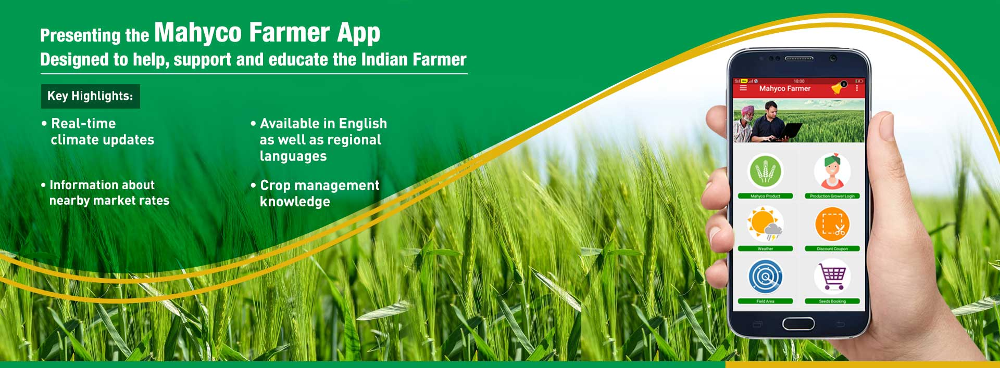 Presenting the Mahyco Farmer App
Designed to help, support and educate the Indian Farmer
Key Highlights:
• Real-time
climate updates
• Available in English
as well as regional
languages
• Information about
nearby market rates
• Crop management
knowledge
18:00
Mahyco Farmer
0
Mahyco Product
Production Grower Login
Weather
Discount Coupon
Field Area
Seeds Booking